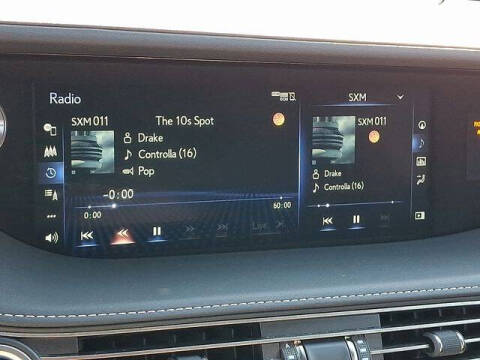 Radio
SXM
SXM 011
The 10s Spot
SXM 011
Drake
Controlla (16)
Pop
Drake
Controlla (16)
-0:00
0:00
60:00
Live